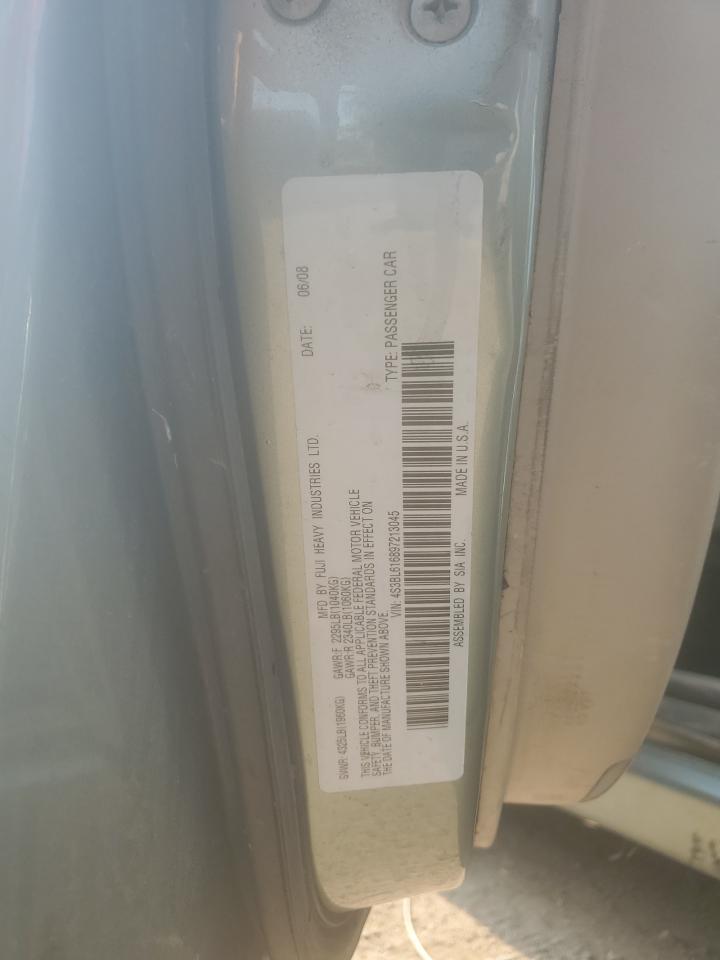 MFD BY FUJI HEAVY INDUSTRIES LTD. DATE: 06/08
GVWR: 4325LB(1960KG) GAWR:F 2295LB(1040KG)
GAWR:R 2340LB(1060KG)
THIS VEHICLE CONFORMS TO ALL APPLICABLE FEDERAL MOTOR VEHICLE
SAFETY, BUMPER, AND THEFT PREVENTION STANDARDS IN EFFECT ON
THE DATE OF MANUFACTURE SHOWN ABOVE.
VIN: 4S3BL616897213045 TYPE: PASSENGER CAR
ASSEMBLED BY SIA INC. MADE IN U.S.A.